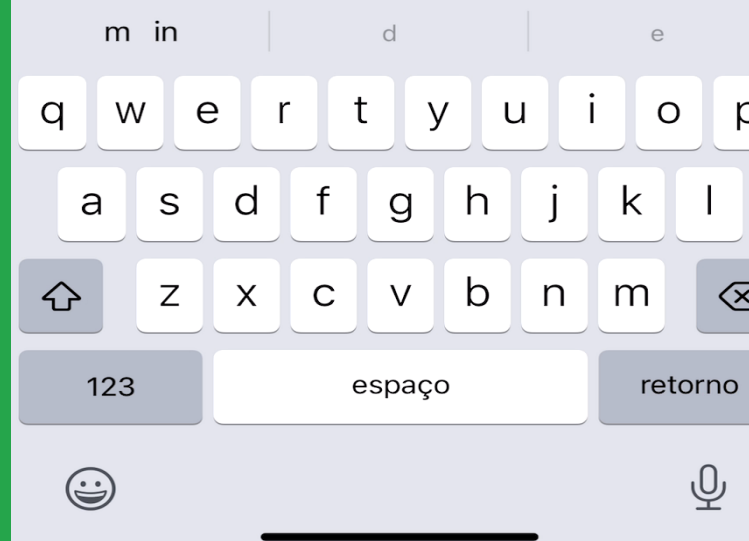 m in d e
q w e r t y u i o p
a s d f g h j k l
z x c v b n m
123 espaço retorno